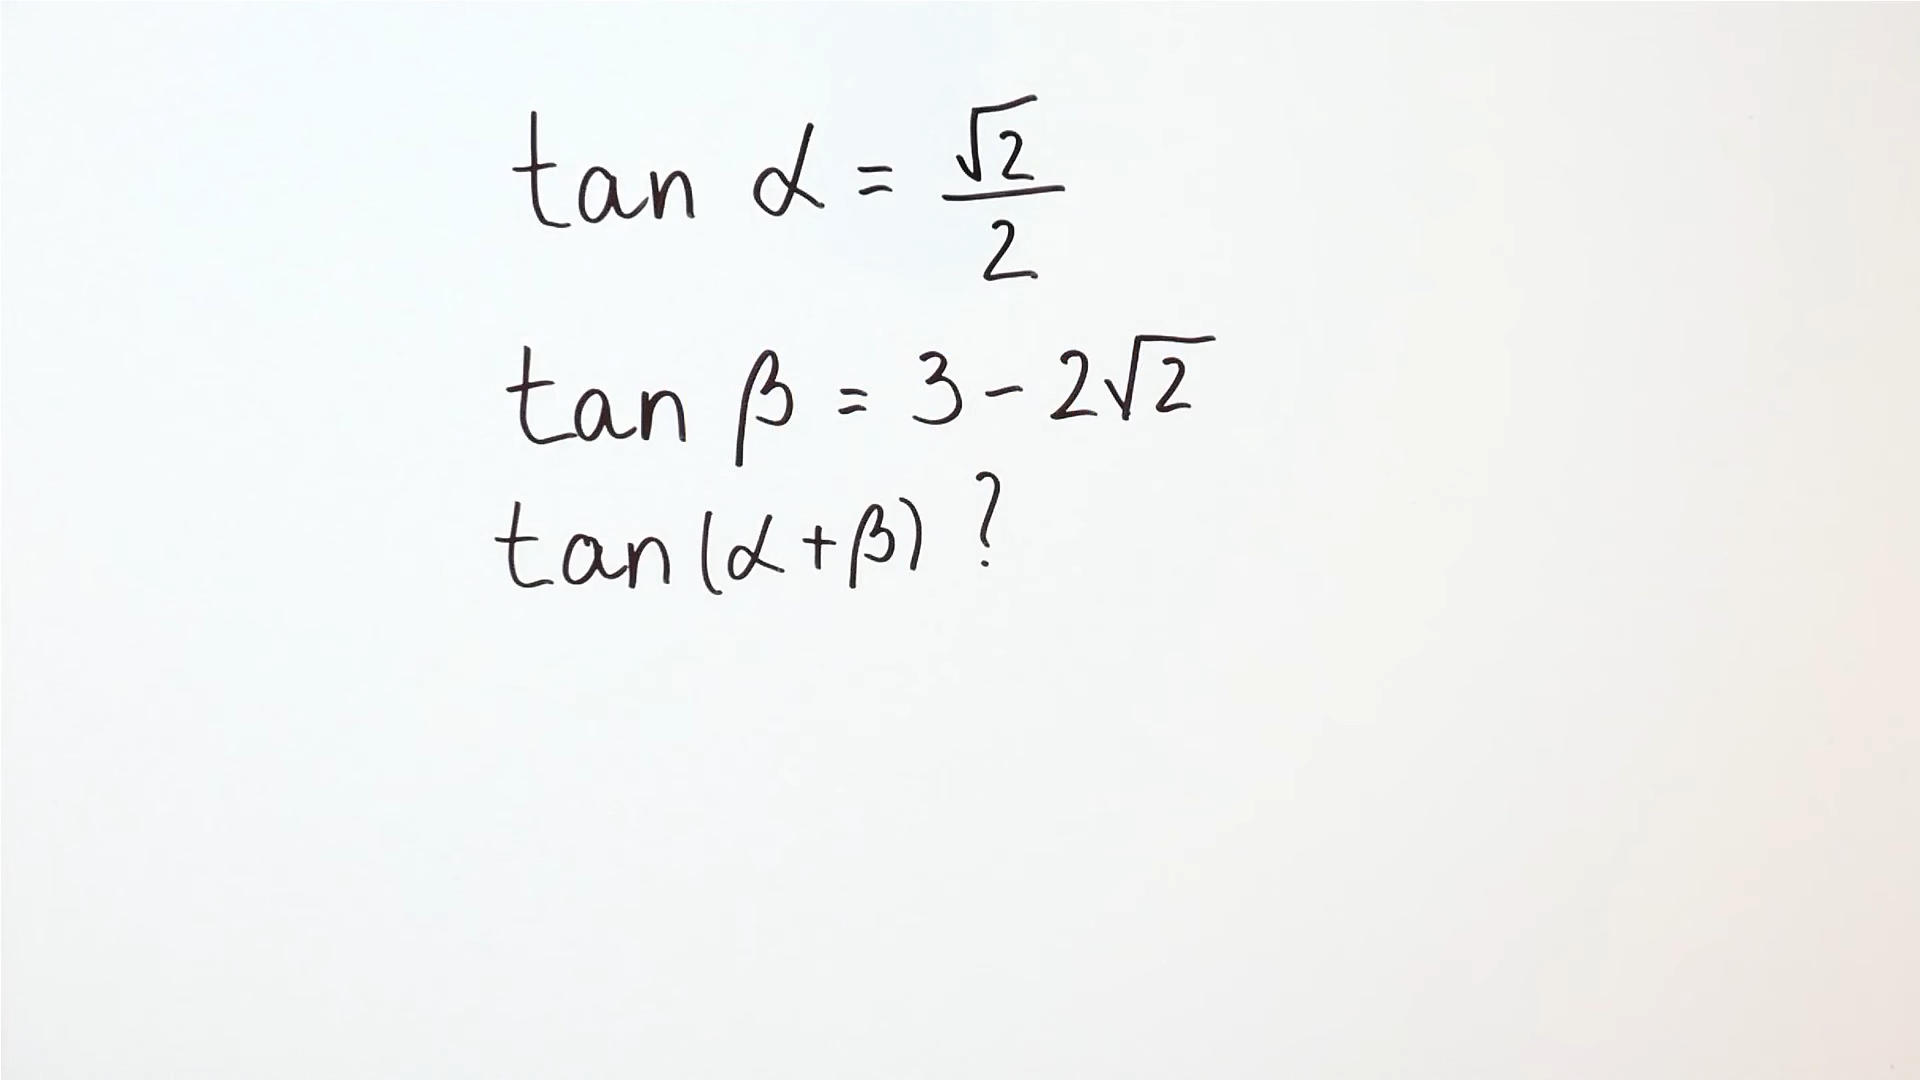 tan α = √2/2
tan β = 3 - 2√2
tan(α+β) ?